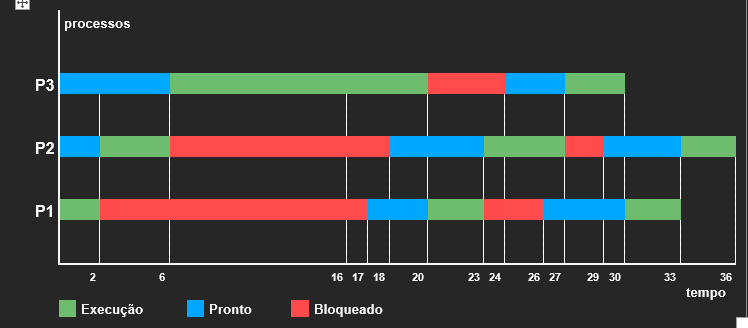 processos
P3
P2
P1
2 6 16 17 18 20 23 24 26 27 29 30 33 36
tempo
Execução Pronto Bloqueado